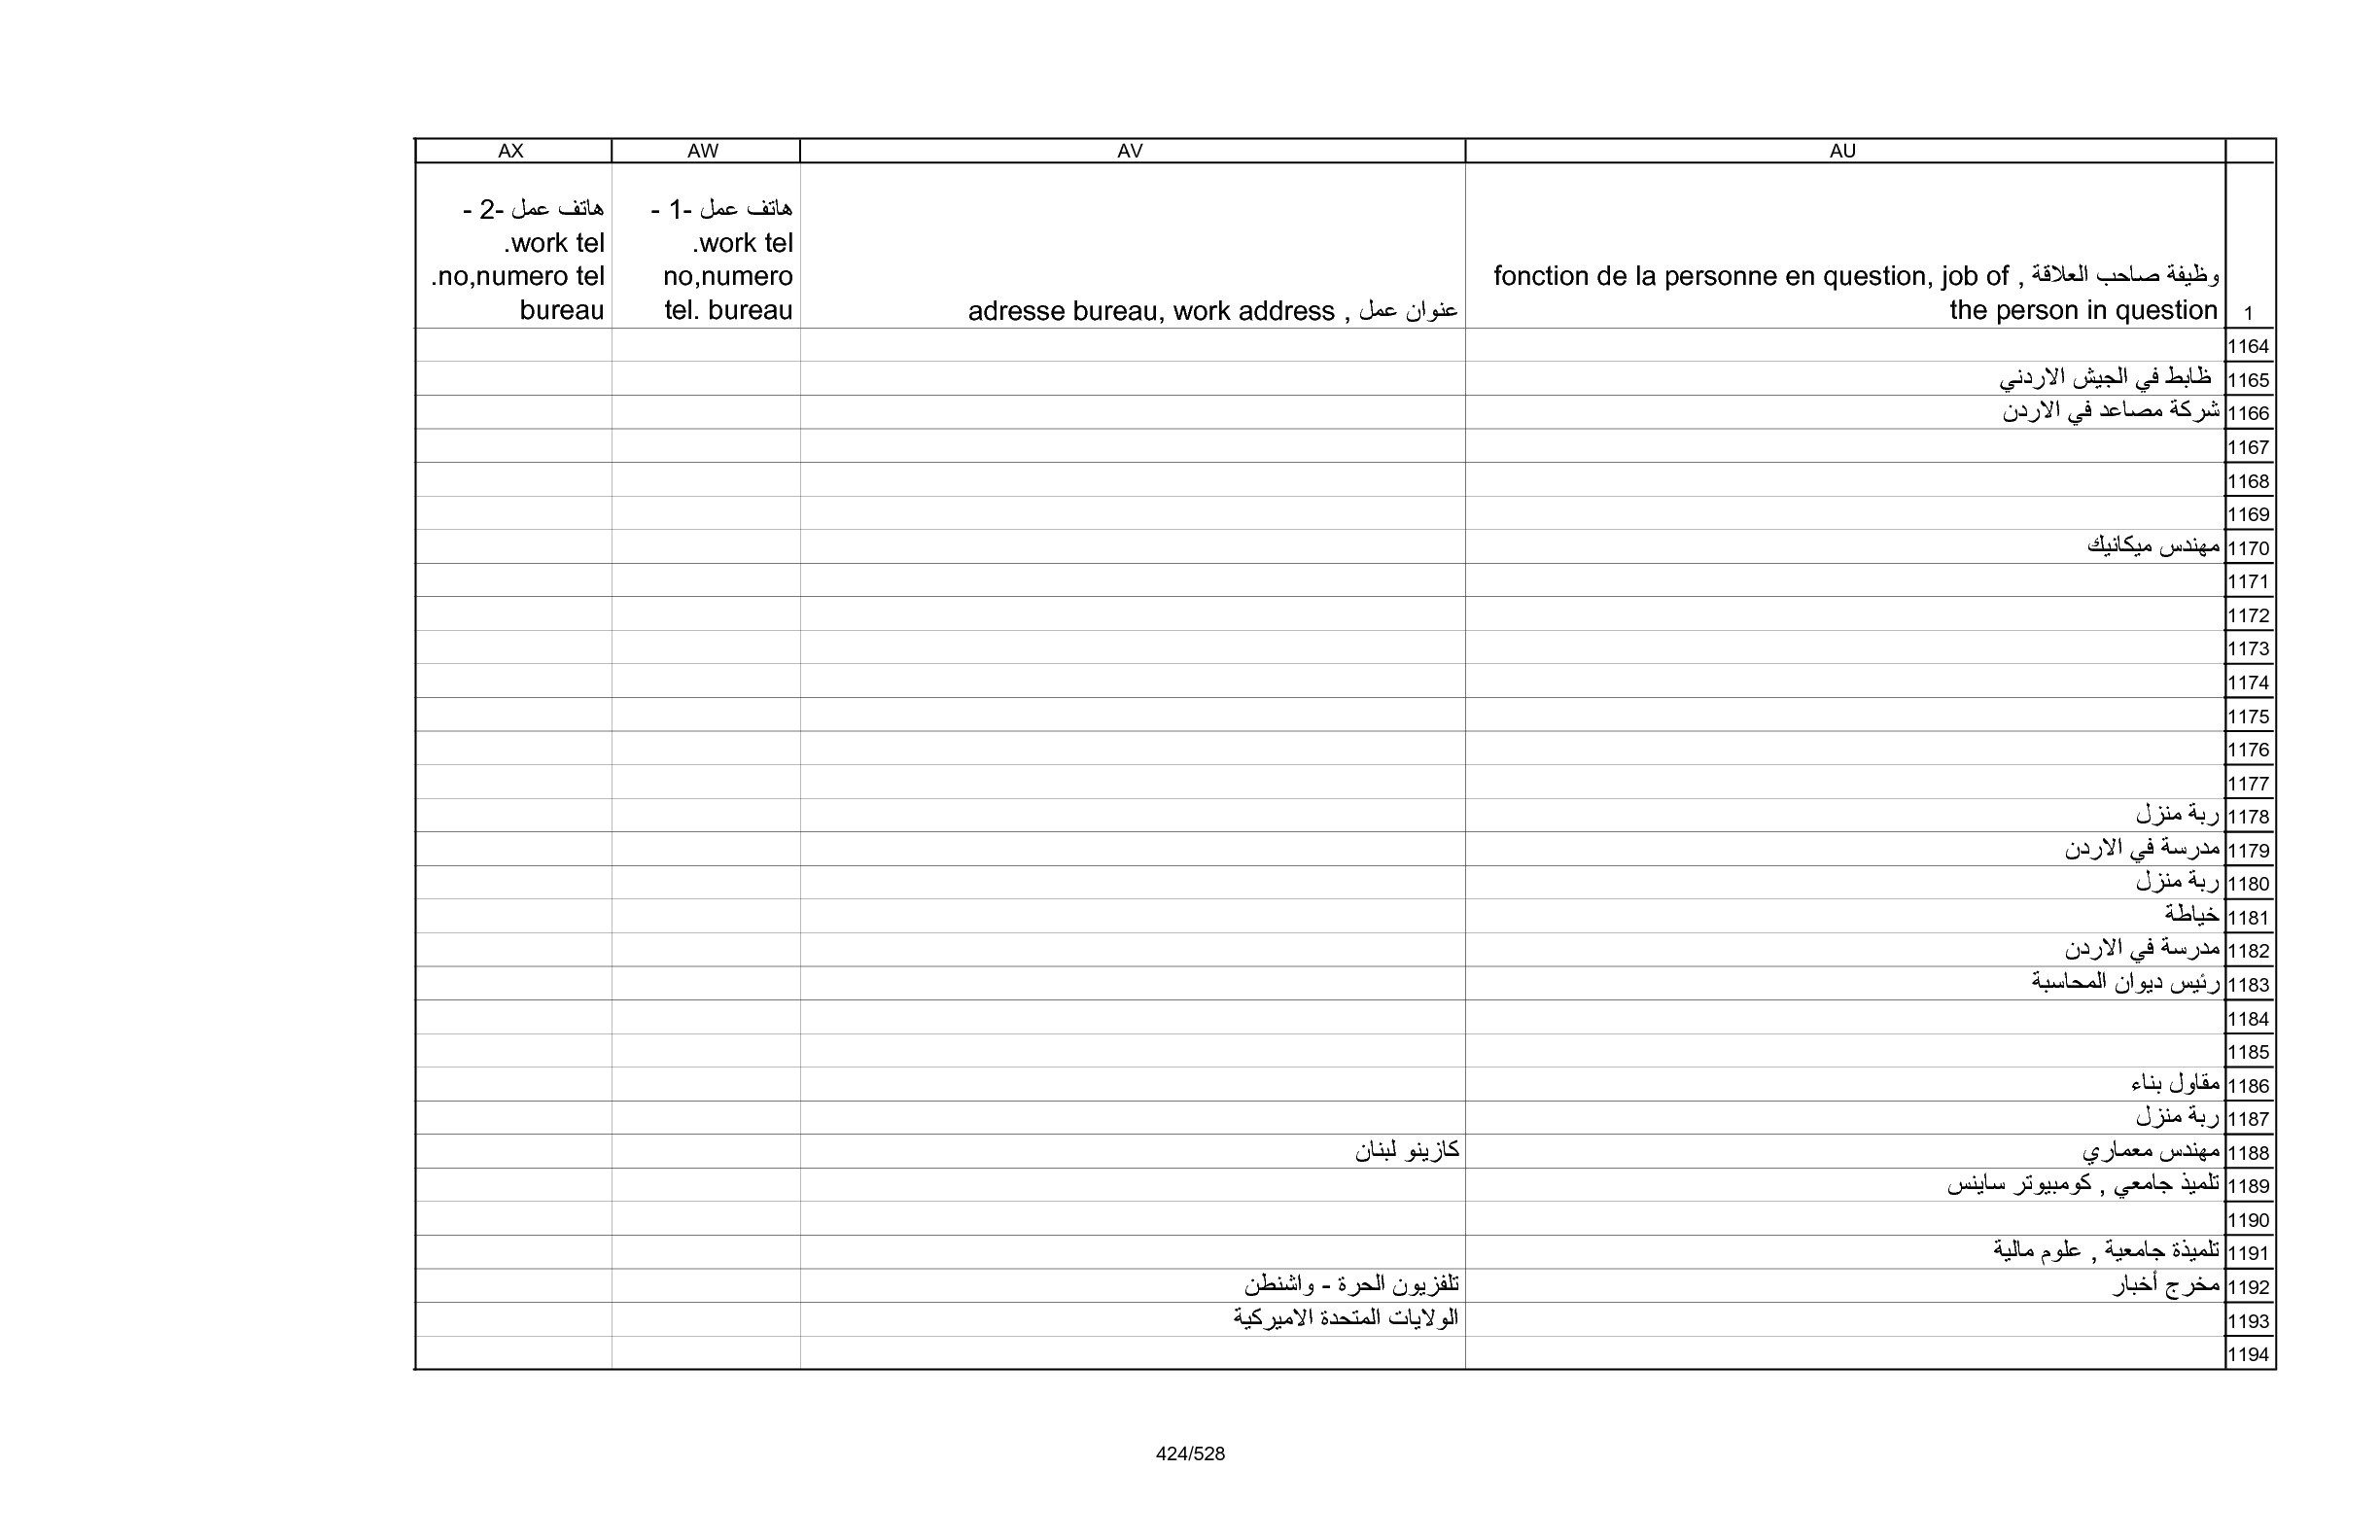 AU AV AW AX
1 وظيفة صاحب العلاقة , fonction de la personne en question, job of
the person in question
عنوان عمل , adresse bureau, work address
هاتف عمل -1 -
work tel.
no,numero
tel. bureau
هاتف عمل -2 -
work tel.
no,numero tel.
bureau
1164
1165 ظابط في الجيش الاردني
1166 شركة مصاعد في الاردن
1167
1168
1169
1170 مهندس ميكانيك
1171
1172
1173
1174
1175
1176
1177
1178 ربة منزل
1179 مدرسة في الاردن
1180 ربة منزل
1181 خياطة
1182 مدرسة في الاردن
1183 رئيس ديوان المحاسبة
1184
1185
1186 مقاول بناء
1187 ربة منزل
1188 مهندس معماري كازينو لبنان
1189 تلميذ جامعي , كومبيوتر ساينس
1190
1191 تلميذة جامعية , علوم مالية
1192 مخرج أخبار تلفزيون الحرة - واشنطن
1193 الولايات المتحدة الاميركية
1194
424/528